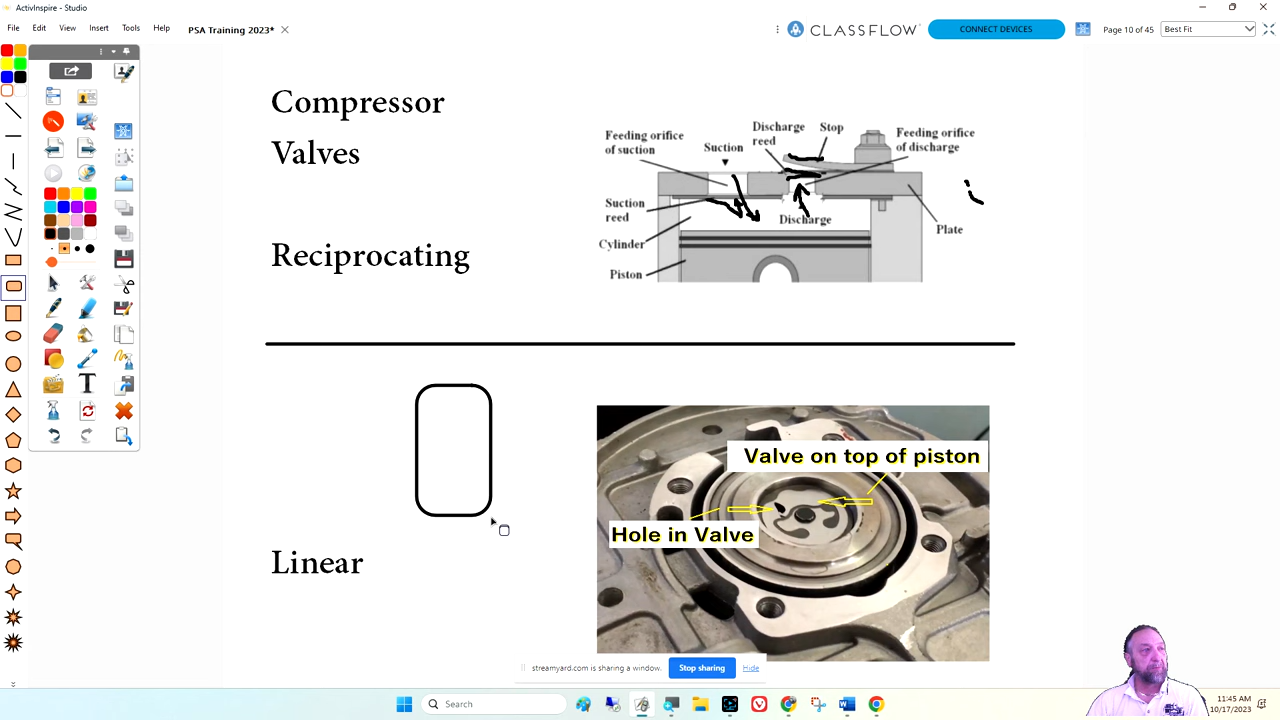 ActivInspire - Studio
File Edit View Insert Tools Help PSA Training 2023*
CLASSFLOW
CONNECT DEVICES
Page 10 of 45
Best Fit
Compressor
Valves
Reciprocating
Feeding orifice
of suction
Suction
Discharge
reed
Stop
Feeding orifice
of discharge
Suction
reed
Discharge
Plate
Cylinder
Piston
Linear
Valve on top of piston
Hole in Valve
streamyard.com is sharing a window.
Stop sharing
Hide
Search
11:45 AM
10/17/2023